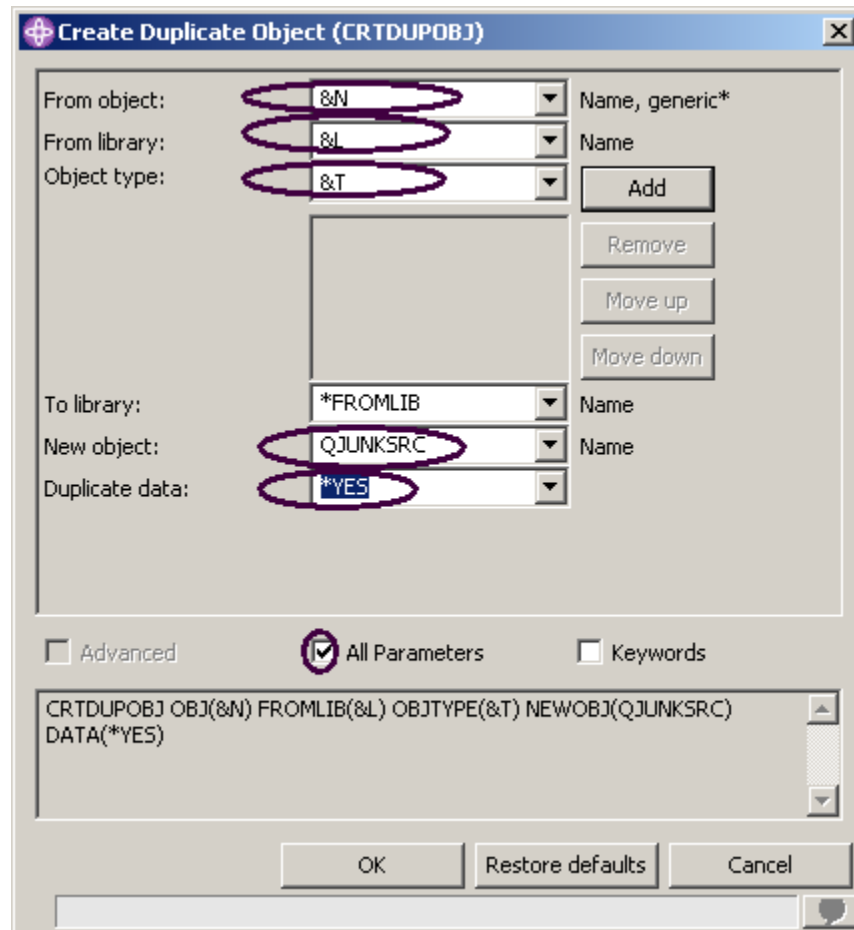 Create Duplicate Object (CRTDUPOBJ)
From object: &N Name, generic*
From library: &L Name
Object type: &T Add
Remove
Move up
Move down
To library: *FROMLIB Name
New object: QJUNKSRC Name
Duplicate data: *YES
Advanced All Parameters Keywords
CRTDUPOBJ OBJ(&N) FROMLIB(&L) OBJTYPE(&T) NEWOBJ(QJUNKSRC)
DATA(*YES)
OK Restore defaults Cancel